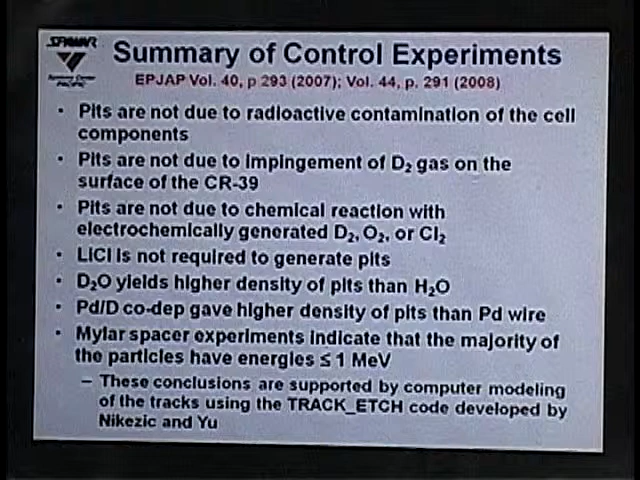 SPAWAR
Systems Center
PACIFIC
Summary of Control Experiments
EPJAP Vol. 40, p 293 (2007); Vol. 44, p. 291 (2008)
• Pits are not due to radioactive contamination of the cell
components
• Pits are not due to impingement of D₂ gas on the
surface of the CR-39
• Pits are not due to chemical reaction with
electrochemically generated D₂, O₂, or Cl₂
• LiCl is not required to generate pits
• D₂O yields higher density of pits than H₂O
• Pd/D co-dep gave higher density of pits than Pd wire
• Mylar spacer experiments indicate that the majority of
the particles have energies ≤ 1 MeV
– These conclusions are supported by computer modeling
of the tracks using the TRACK_ETCH code developed by
Nikezic and Yu